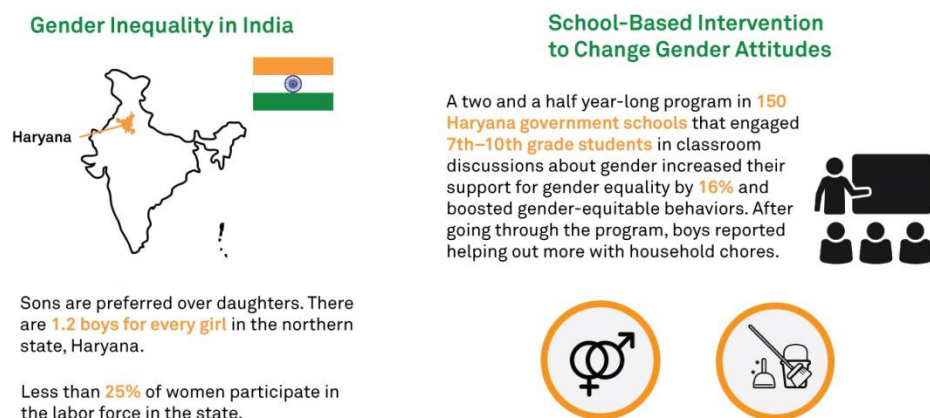 Gender Inequality in India
Haryana
Sons are preferred over daughters. There
are 1.2 boys for every girl in the northern
state, Haryana.
Less than 25% of women participate in
the labor force in the state.
School-Based Intervention
to Change Gender Attitudes
A two and a half year-long program in 150
Haryana government schools that engaged
7th–10th grade students in classroom
discussions about gender increased their
support for gender equality by 16% and
boosted gender-equitable behaviors. After
going through the program, boys reported
helping out more with household chores.